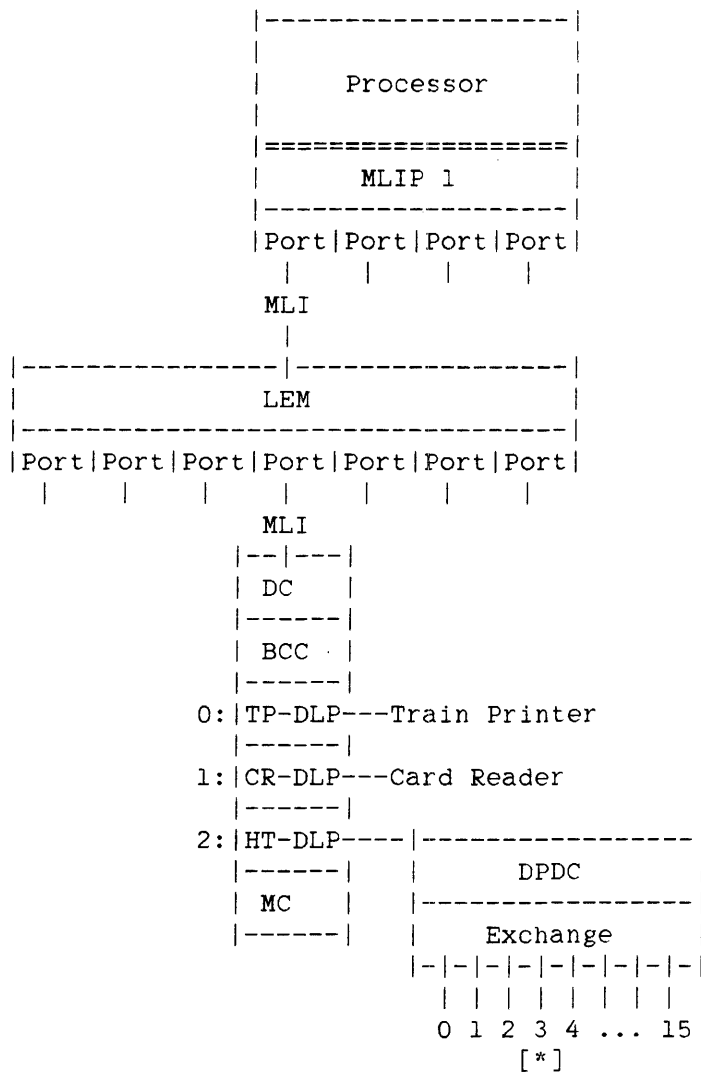 Processor
MLIP 1
|Port|Port|Port|Port|
MLI
LEM
|Port|Port|Port|Port|Port|Port|Port|
MLI
DC
BCC
0:|TP-DLP---Train Printer
1:|CR-DLP---Card Reader
2:|HT-DLP----
DPDC
MC
Exchange
0 1 2 3 4 ... 15
[*]